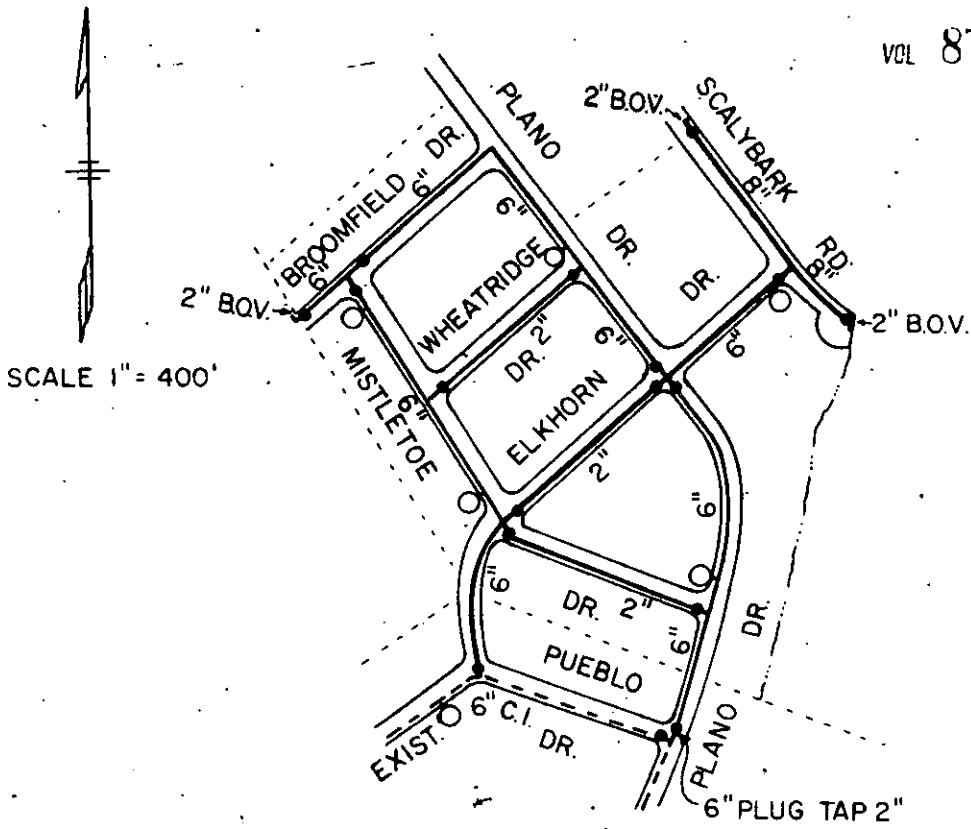 VOL 87
PLANO
DR.
SCALYBARK
RD.
2" B.O.V.
8"
8"
BROOMFIELD DR.
6"
6"
6"
2" B.O.V.
WHEATRIDGE
DR. 2"
DR.
6"
6"
2" B.O.V.
SCALE 1" = 400'
MISTLETOE
6"
ELKHORN
2"
6"
6"
DR. 2"
6"
DR.
PUEBLO
6" C.I.
DR.
EXIST.
PLANO
6" PLUG TAP 2"